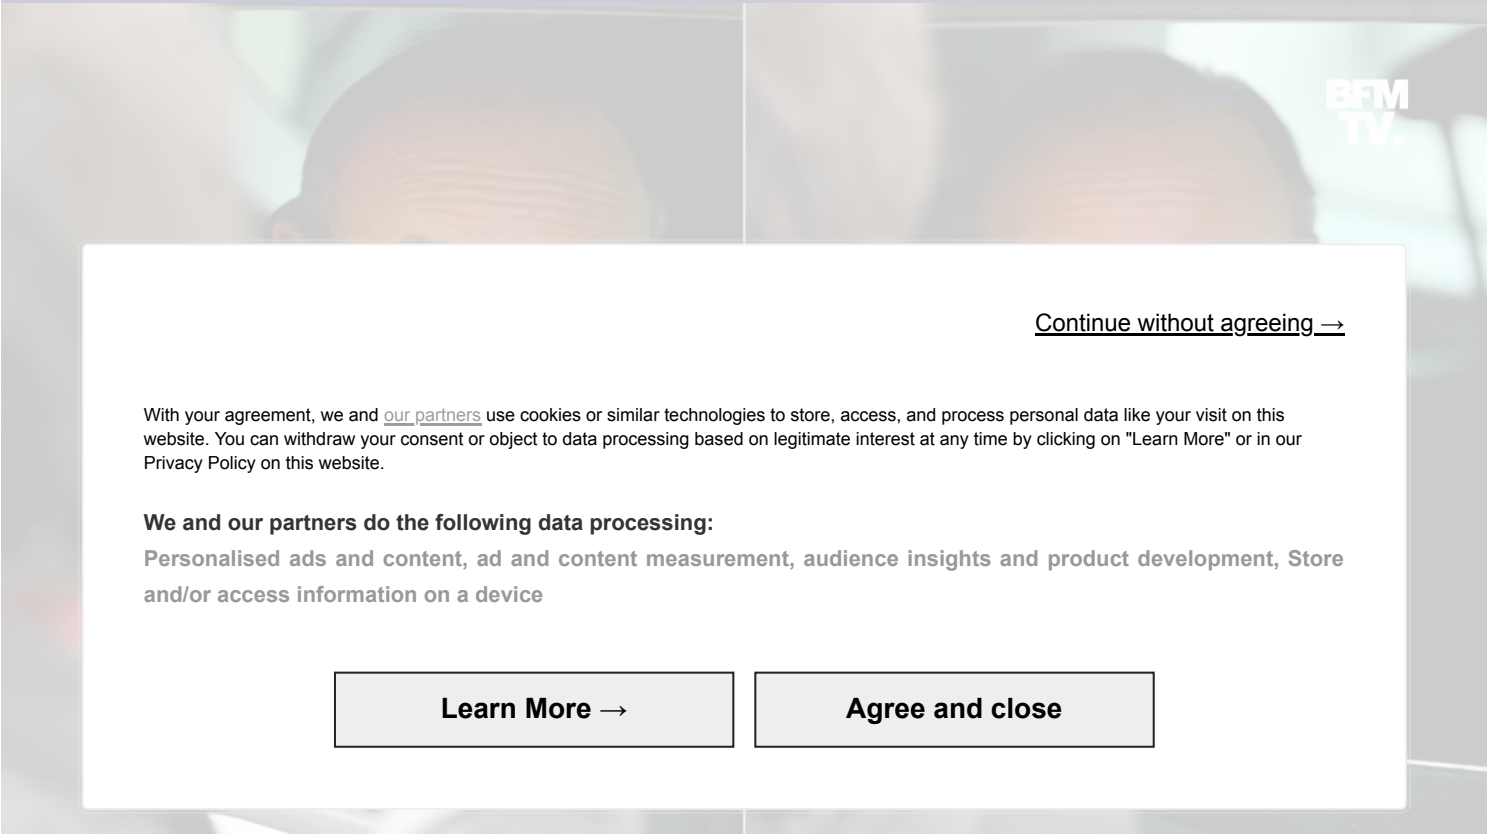 BFM
TV.
Continue without agreeing →
With your agreement, we and our partners use cookies or similar technologies to store, access, and process personal data like your visit on this
website. You can withdraw your consent or object to data processing based on legitimate interest at any time by clicking on "Learn More" or in our
Privacy Policy on this website.
We and our partners do the following data processing:
Personalised ads and content, ad and content measurement, audience insights and product development, Store
and/or access information on a device
Learn More →
Agree and close